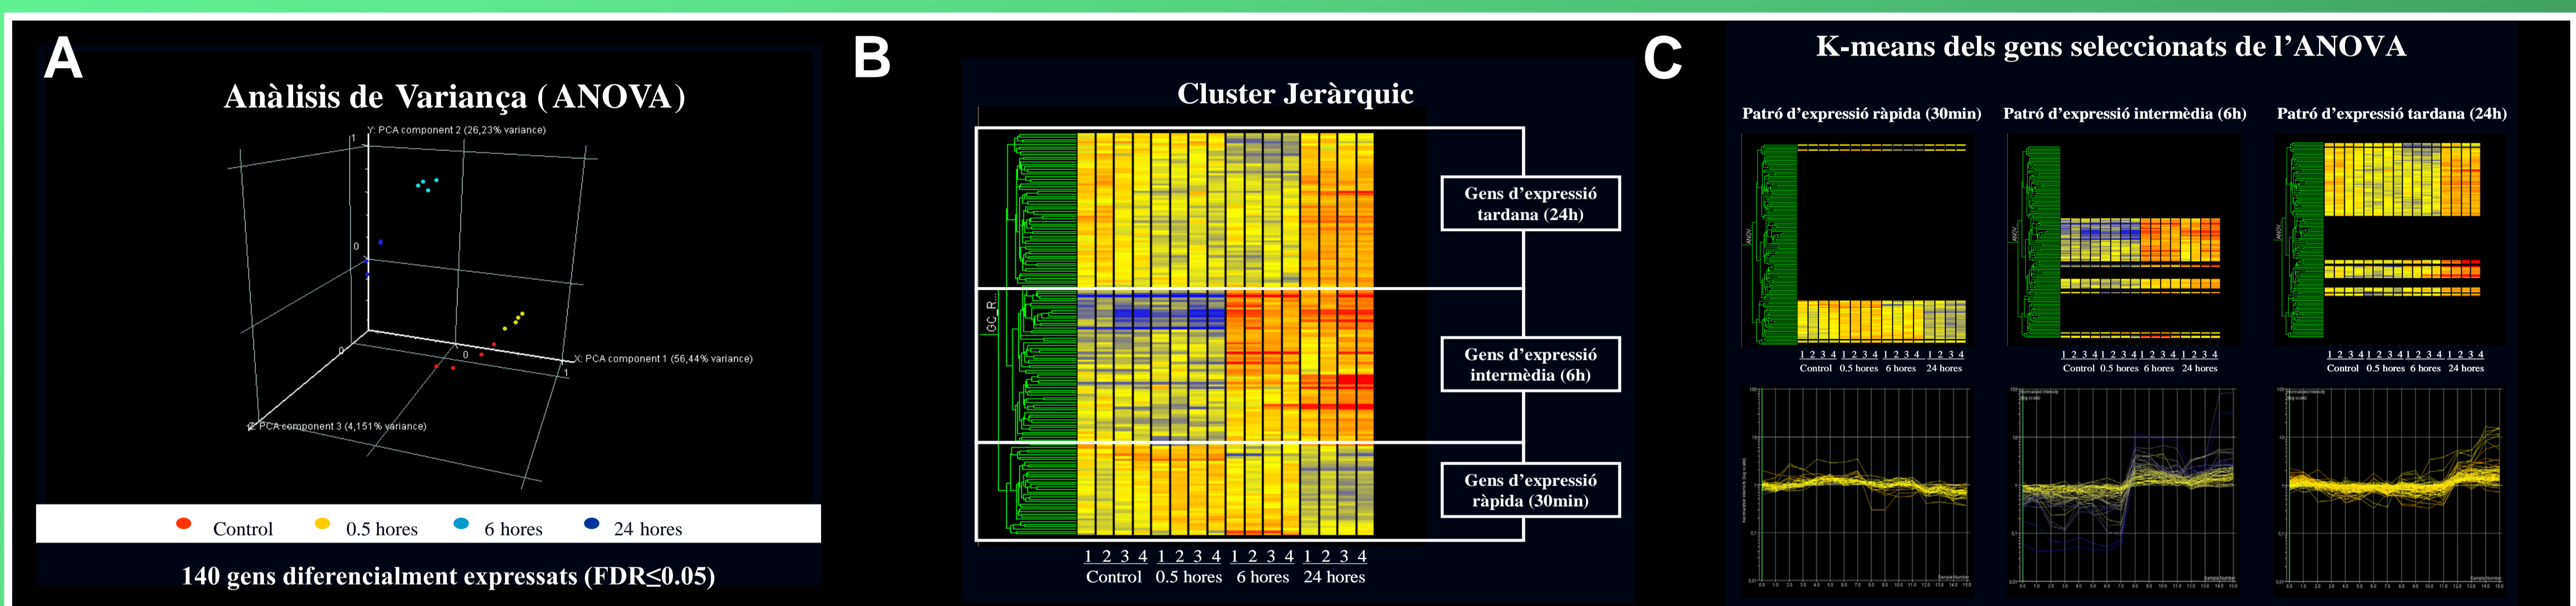 A
Anàlisis de Variança (ANOVA)
Y: PCA component 2 (26,23% variance)
1
0
0
0
X: PCA component 1 (56,44% variance)
1
Z: PCA component 3 (4,151% variance)
Control 0.5 hores 6 hores 24 hores
140 gens diferencialment expressats (FDR≤0.05)
B
Cluster Jeràrquic
GC_R...
Gens d’expressió
tardana (24h)
Gens d’expressió
intermèdia (6h)
Gens d’expressió
ràpida (30min)
1 2 3 4 1 2 3 4 1 2 3 4 1 2 3 4
Control 0.5 hores 6 hores 24 hores
C
K-means dels gens seleccionats de l’ANOVA
Patró d’expressió ràpida (30min)
ANOV
1 2 3 4 1 2 3 4 1 2 3 4 1 2 3 4
Control 0.5 hores 6 hores 24 hores
Patró d’expressió intermèdia (6h)
ANOV
1 2 3 4 1 2 3 4 1 2 3 4 1 2 3 4
Control 0.5 hores 6 hores 24 hores
Patró d’expressió tardana (24h)
ANOV
1 2 3 4 1 2 3 4 1 2 3 4 1 2 3 4
Control 0.5 hores 6 hores 24 hores